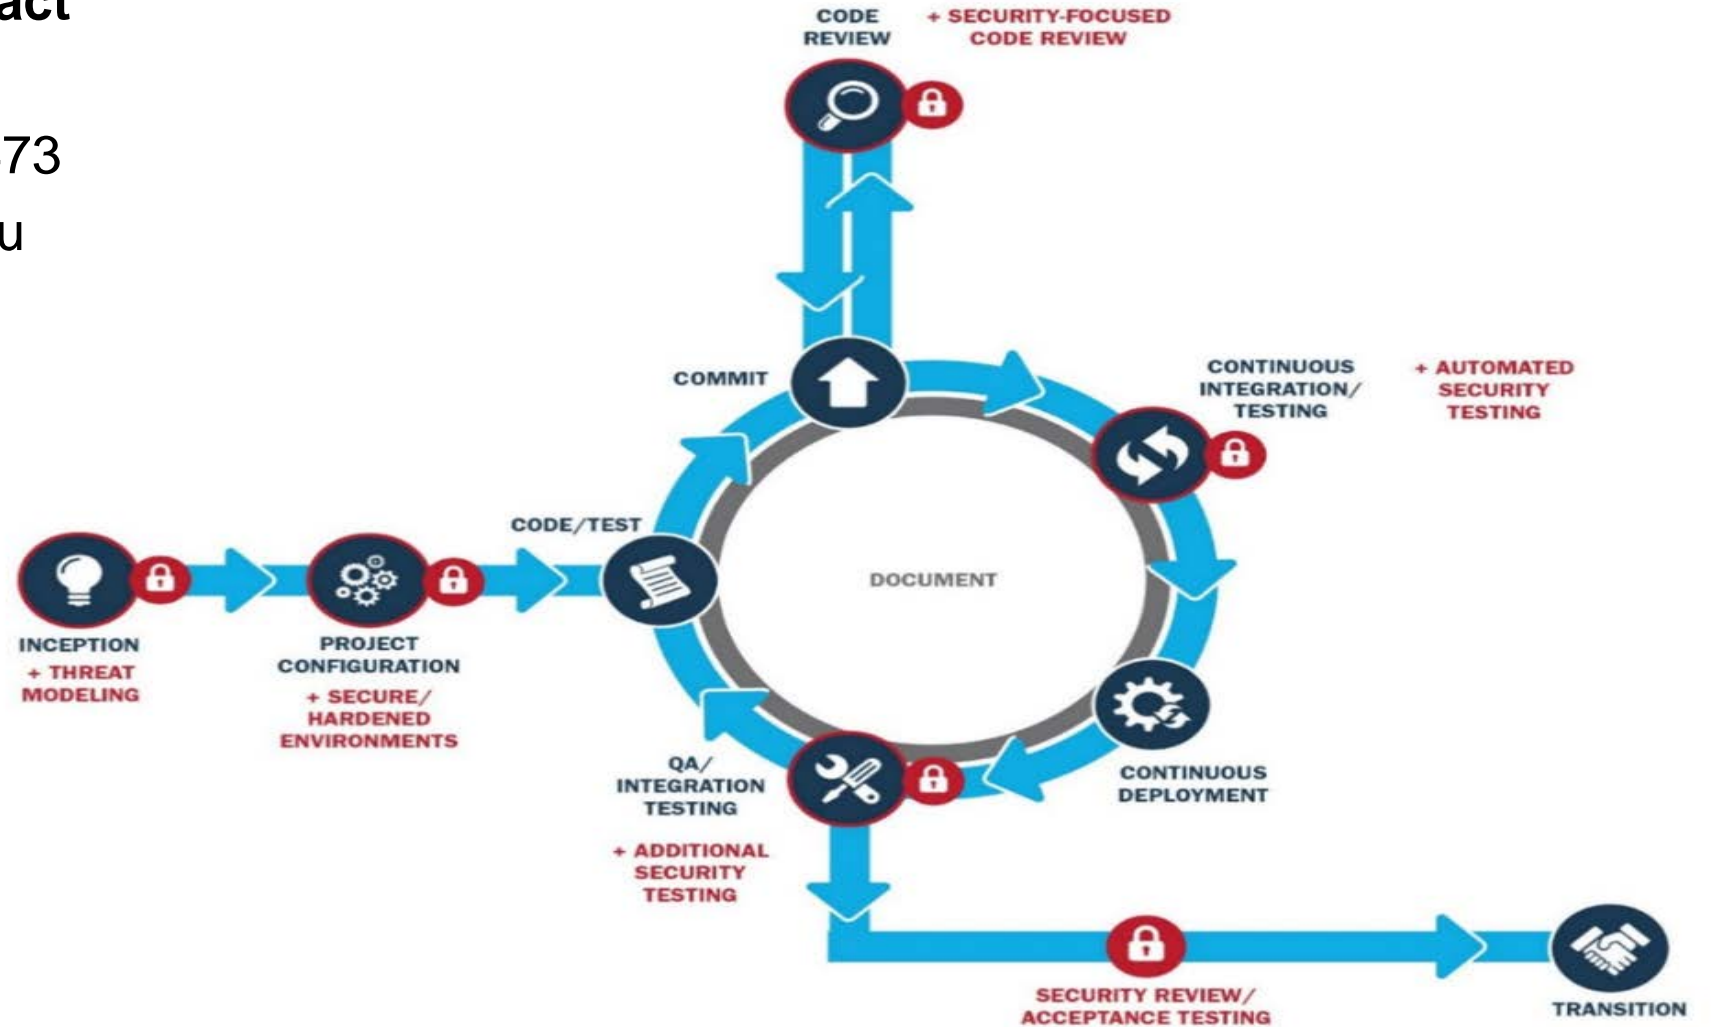 CODE
REVIEW
+ SECURITY-FOCUSED
CODE REVIEW
COMMIT
CONTINUOUS
INTEGRATION/
TESTING
+ AUTOMATED
SECURITY
TESTING
CODE/TEST
DOCUMENT
INCEPTION
+ THREAT
MODELING
PROJECT
CONFIGURATION
+ SECURE/
HARDENED
ENVIRONMENTS
QA/
INTEGRATION
TESTING
+ ADDITIONAL
SECURITY
TESTING
CONTINUOUS
DEPLOYMENT
SECURITY REVIEW/
ACCEPTANCE TESTING
TRANSITION